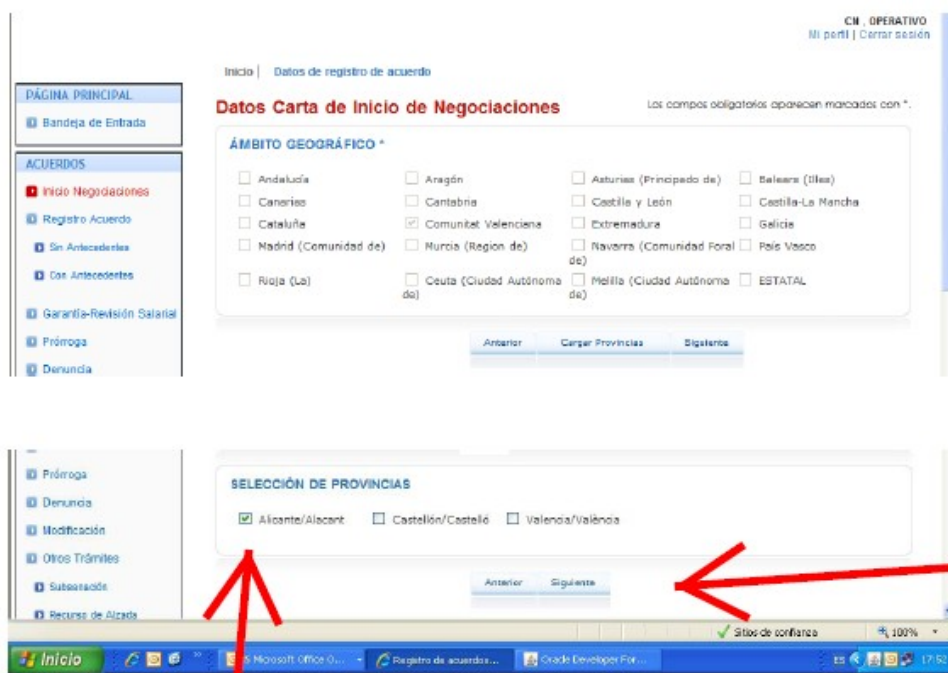 CN , OPERATIVO
Mi perfil | Cerrar sesión
Inicio | Datos de registro de acuerdo
PÁGINA PRINCIPAL
Bandeja de Entrada
ACUERDOS
Inicio Negociaciones
Registro Acuerdo
Sin Antecedentes
Con Antecedentes
Garantía-Revisión Salarial
Prórroga
Denuncia
Datos Carta de Inicio de Negociaciones
Los campos obligatorios aparecen marcados con *.
ÁMBITO GEOGRÁFICO *
Andalucía Aragón Asturias (Principado de) Balears (Illes)
Canarias Cantabria Castilla y León Castilla-La Mancha
Cataluña Comunitat Valenciana Extremadura Galicia
Madrid (Comunidad de) Murcia (Region de) Navarra (Comunidad Foral de) País Vasco
Rioja (La) Ceuta (Ciudad Autónoma de) Melilla (Ciudad Autónoma de) ESTATAL
Anterior Cargar Provincias Siguiente
Prórroga
Denuncia
Modificación
Otros Trámites
Subsanación
Recurso de Alzada
SELECCIÓN DE PROVINCIAS
Alicante/Alacant Castellón/Castelló Valencia/València
Anterior Siguiente
Sitios de confianza 100%
Inicio
5 Microsoft Office O... Registro de acuerdos... Oracle Developer For...
ES 17:52